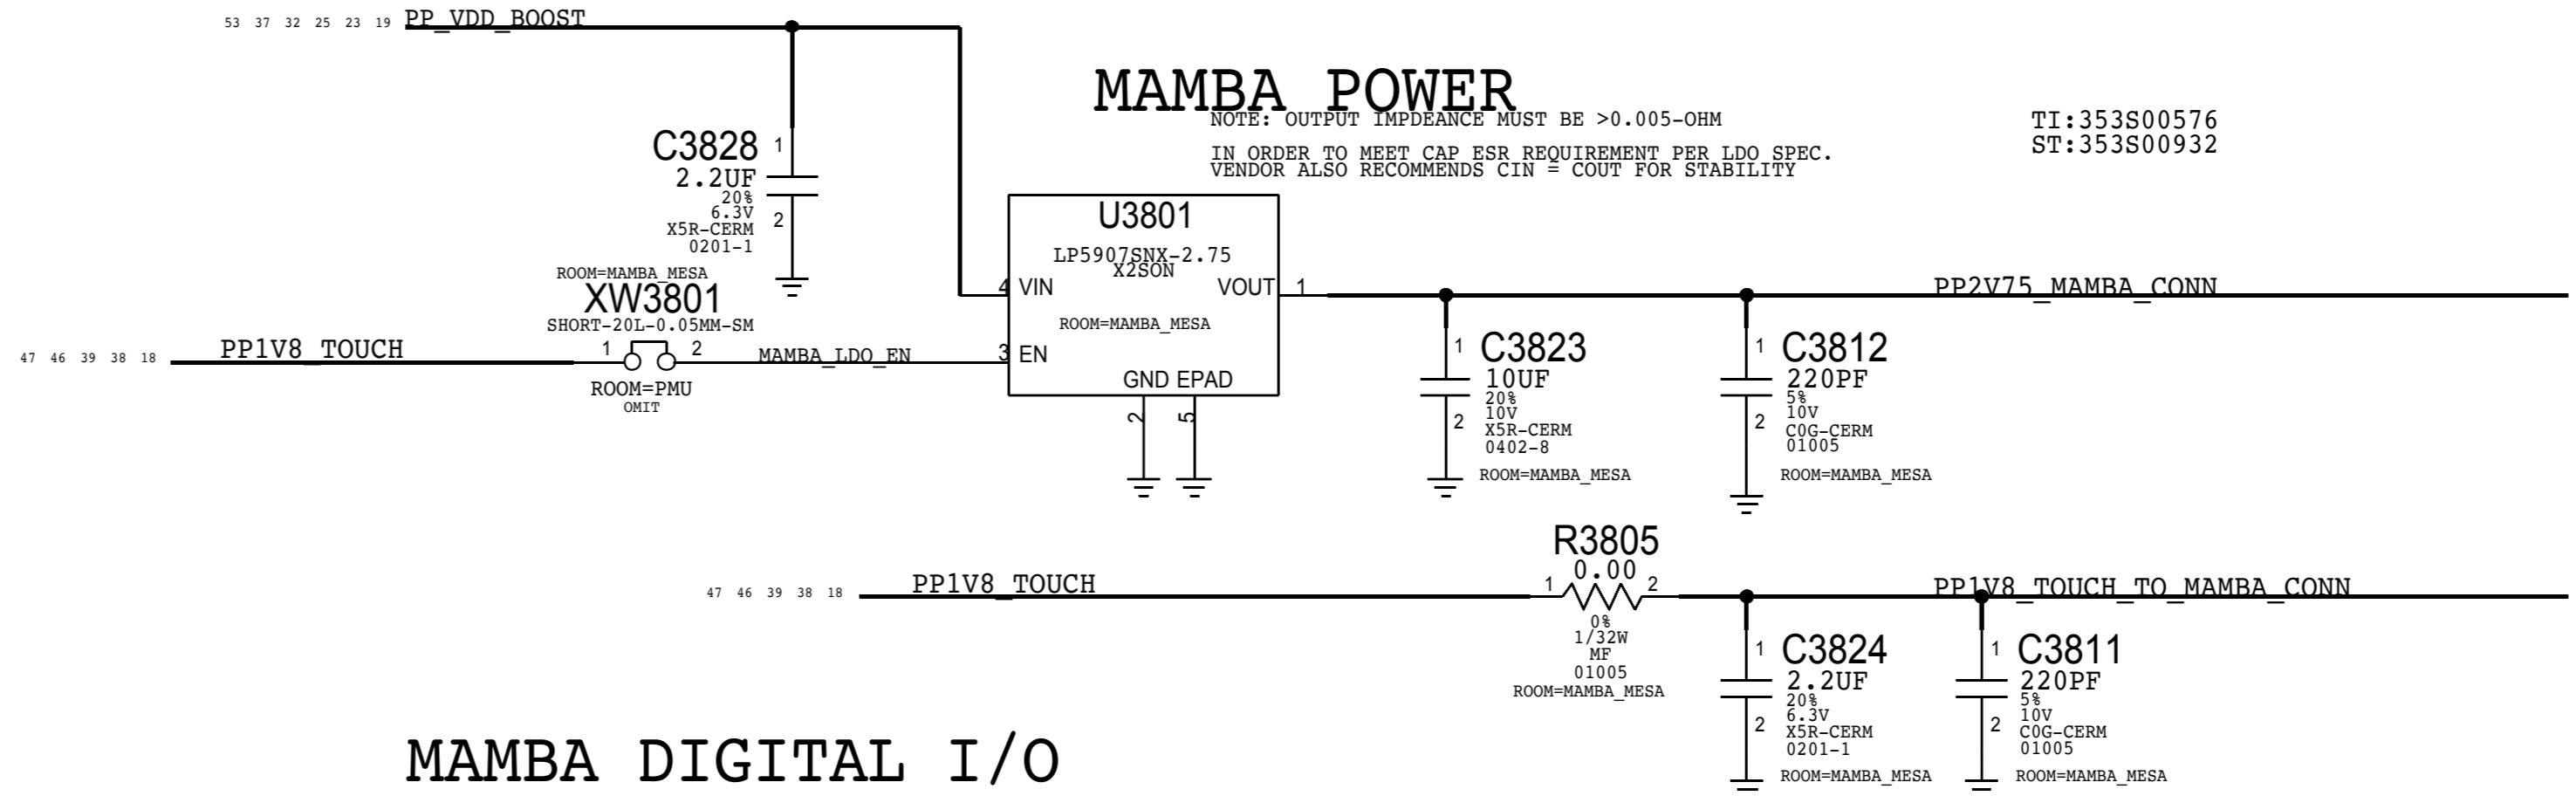 53 37 32 25 23 19 PP_VDD_BOOST
MAMBA POWER
NOTE: OUTPUT IMPDEANCE MUST BE >0.005-OHM
IN ORDER TO MEET CAP ESR REQUIREMENT PER LDO SPEC.
VENDOR ALSO RECOMMENDS CIN = COUT FOR STABILITY
TI:353S00576
ST:353S00932
C3828
2.2UF
20%
6.3V
X5R-CERM
0201-1
ROOM=MAMBA_MESA
1
2
XW3801
SHORT-20L-0.05MM-SM
47 46 39 38 18 PP1V8_TOUCH
1 2
ROOM=PMU
OMIT
MAMBA_LDO_EN
U3801
LP5907SNX-2.75
X2SON
4 VIN VOUT 1
ROOM=MAMBA_MESA
3 EN
GND EPAD
2 5
PP2V75_MAMBA_CONN
1
2
C3823
10UF
20%
10V
X5R-CERM
0402-8
ROOM=MAMBA_MESA
1
2
C3812
220PF
5%
10V
C0G-CERM
01005
ROOM=MAMBA_MESA
47 46 39 38 18 PP1V8_TOUCH
R3805
0.00
1 2
0%
1/32W
MF
01005
ROOM=MAMBA_MESA
PP1V8_TOUCH_TO_MAMBA_CONN
1
2
C3824
2.2UF
20%
6.3V
X5R-CERM
0201-1
ROOM=MAMBA_MESA
1
2
C3811
220PF
5%
10V
C0G-CERM
01005
ROOM=MAMBA_MESA
MAMBA DIGITAL I/O